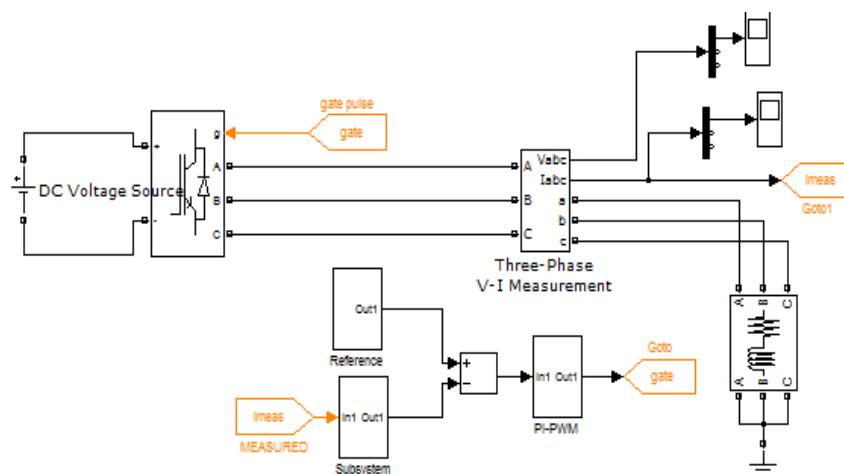 gate pulse
gate
g
+
A
DC Voltage Source
B
-
C
+
A
B
C
Vabc
Iabc
a
b
c
Three-Phase
V-I Measurement
Imeas
Goto1
A B C
A B C
Out1
Reference
+
−
In1 Out1
PI-PWM
Goto
gate
Imeas
MEASURED
In1 Out1
Subsystem